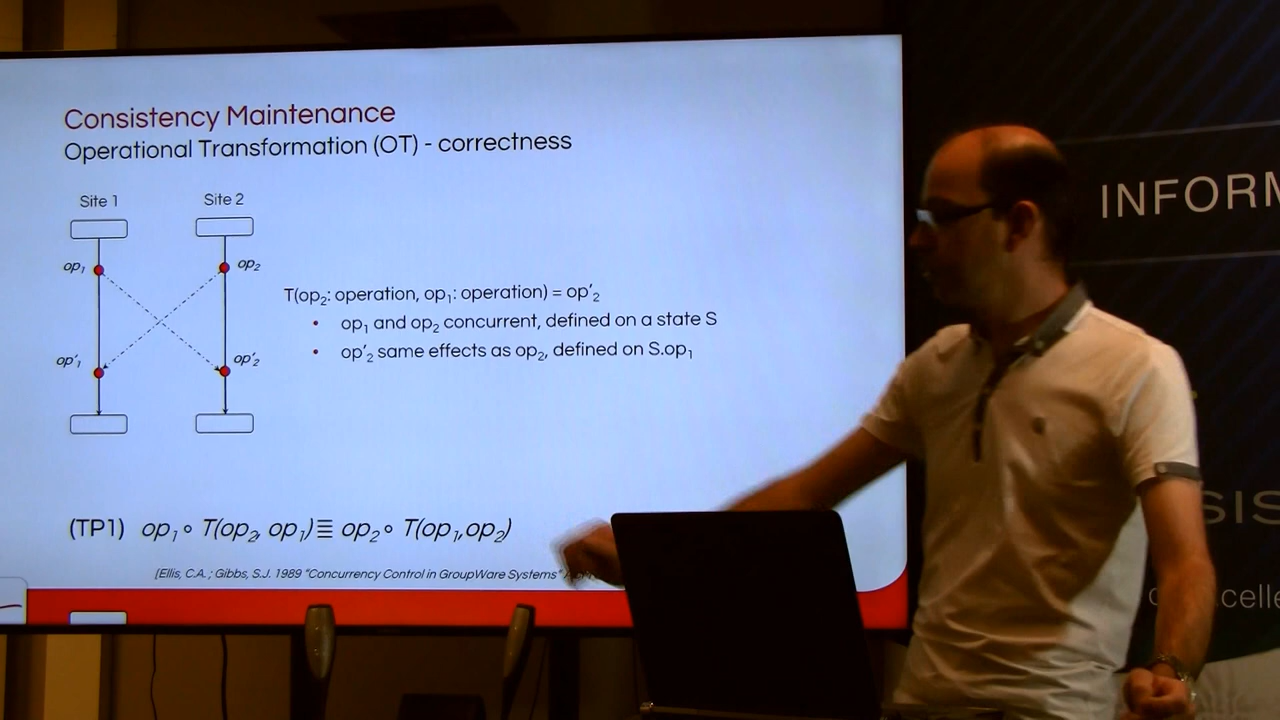 Consistency Maintenance
Operational Transformation (OT) - correctness
Site 1
Site 2
op₁
op₂
T(op₂: operation, op₁: operation) = op'₂
• op₁ and op₂ concurrent, defined on a state S
• op'₂ same effects as op₂, defined on S.op₁
op'₁
op'₂
(TP1) op₁ ∘ T(op₂, op₁) ≣ op₂ ∘ T(op₁,op₂)
[Ellis, C.A.; Gibbs, S.J. 1989 "Concurrency Control in GroupWare Systems"
INFORM
SIS
.celle